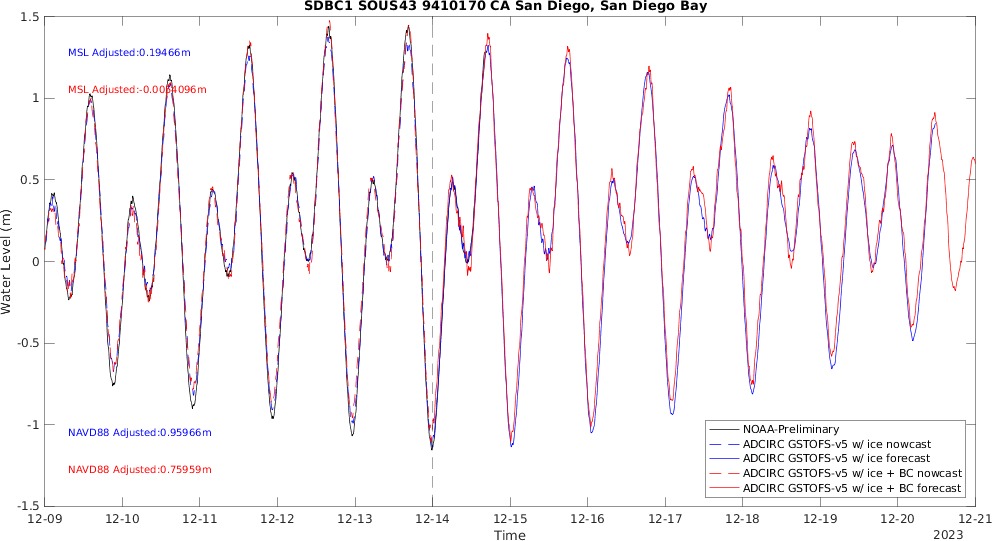 SDBC1 SOUS43 9410170 CA San Diego, San Diego Bay
1.5
1
0.5
0
-0.5
-1
-1.5
Water Level (m)
MSL Adjusted:0.19466m
MSL Adjusted:-0.0034096m
NAVD88 Adjusted:0.95966m
NAVD88 Adjusted:0.75959m
NOAA-Preliminary
ADCIRC GSTOFS-v5 w/ ice nowcast
ADCIRC GSTOFS-v5 w/ ice forecast
ADCIRC GSTOFS-v5 w/ ice + BC nowcast
ADCIRC GSTOFS-v5 w/ ice + BC forecast
12-09 12-10 12-11 12-12 12-13 12-14 12-15 12-16 12-17 12-18 12-19 12-20 12-21
Time
2023